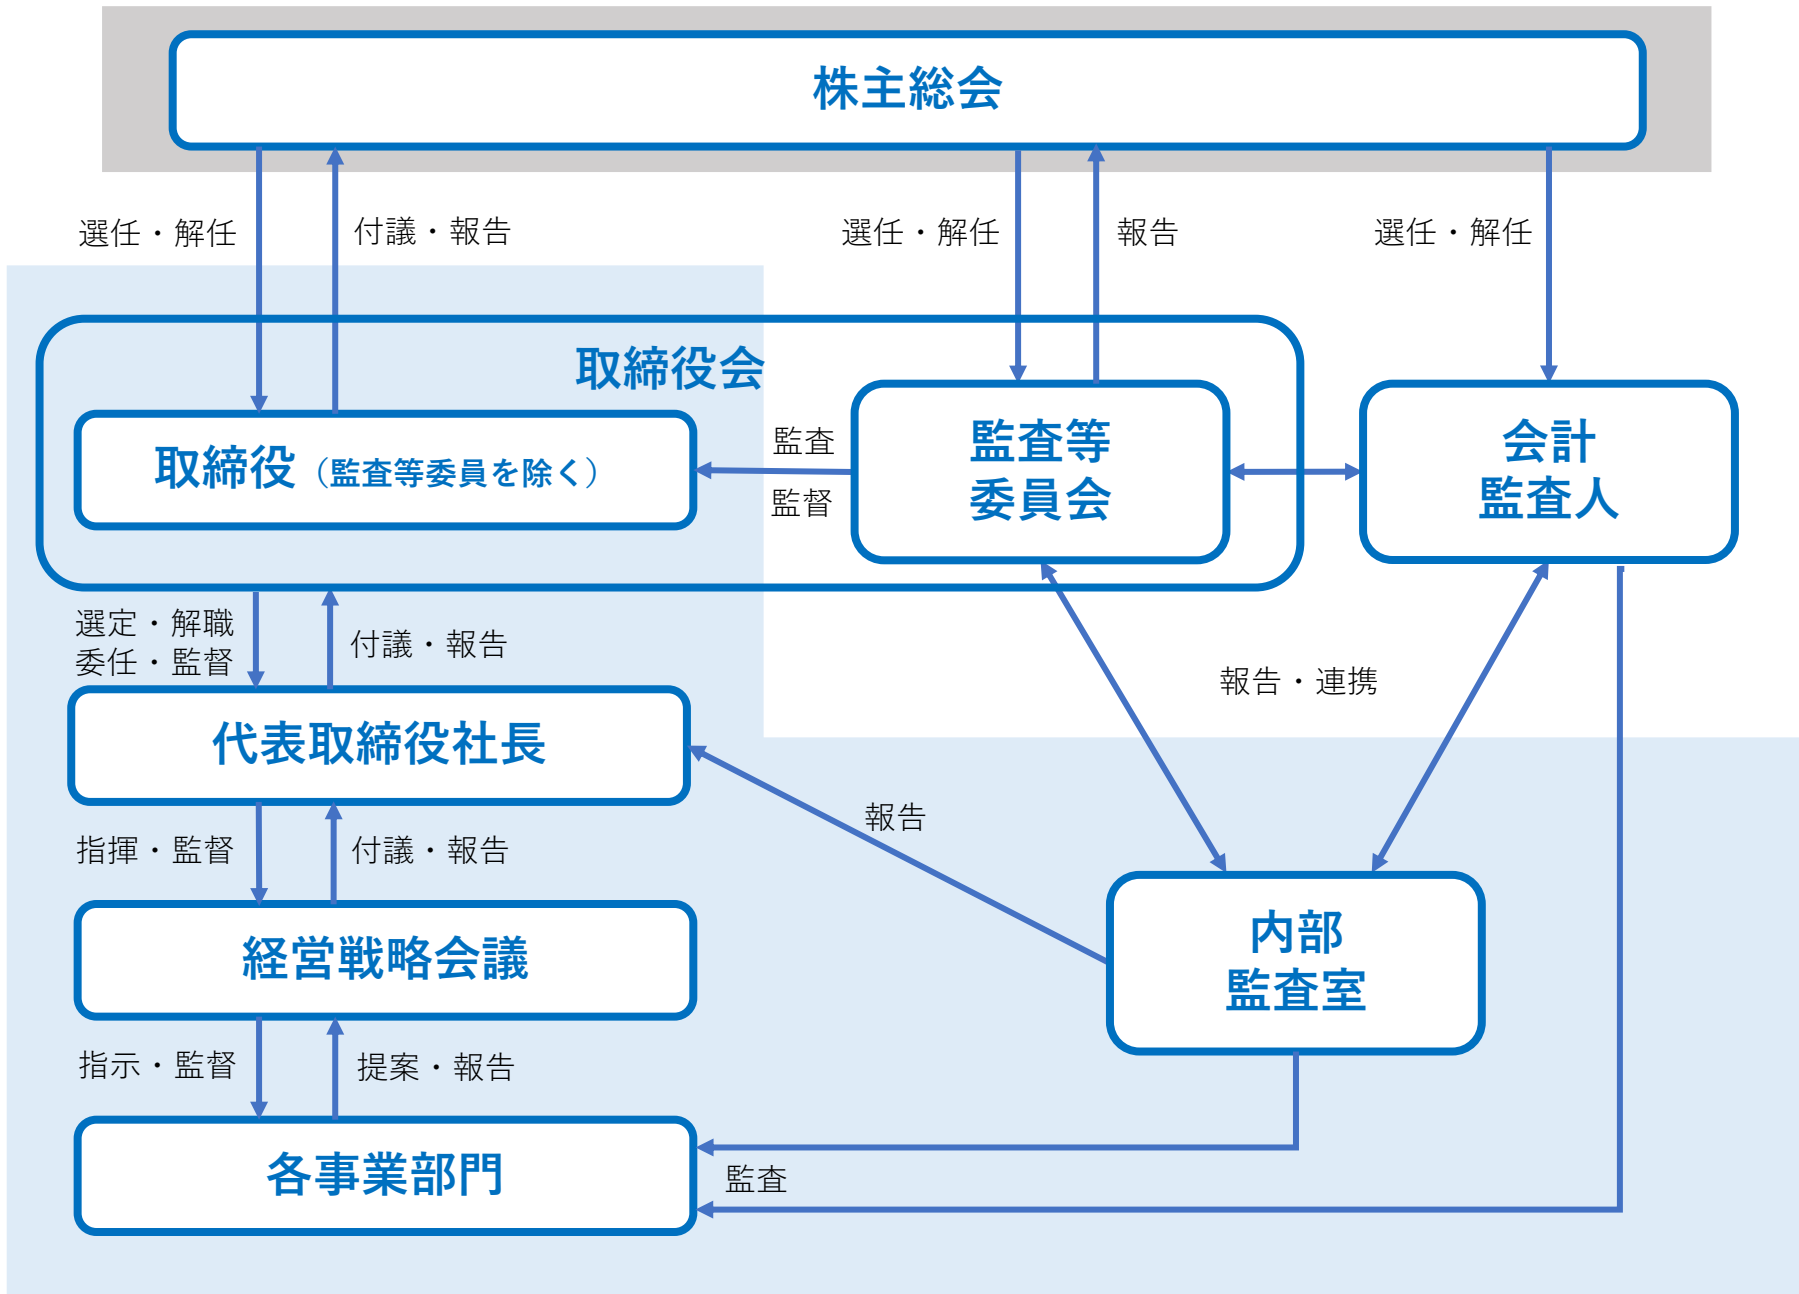 株主総会
選任・解任
付議・報告
選任・解任
報告
選任・解任
取締役会
取締役（監査等委員を除く）
監査
監督
監査等
委員会
会計
監査人
選定・解職
委任・監督
付議・報告
報告・連携
代表取締役社長
報告
指揮・監督
付議・報告
経営戦略会議
内部
監査室
指示・監督
提案・報告
各事業部門
監査